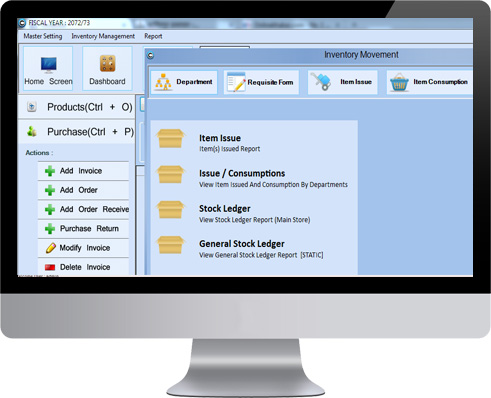 FISCAL YEAR : 2072/73
Master Setting Inventory Management Report
Home Screen
Dashboard
Inventory Movement
Department
Requisite Form
Item Issue
Item Consumption
Products(Ctrl + O)
Purchase(Ctrl + P)
Actions :
Add Invoice
Add Order
Add Order Receive
Purchase Return
Modify Invoice
Delete Invoice
Item Issue
Item(s) Issued Report
Issue / Consumptions
View Item Issued And Consumption By Departments
Stock Ledger
View Stock Ledger Report (Main Store)
General Stock Ledger
View General Stock Ledger Report [STATIC]